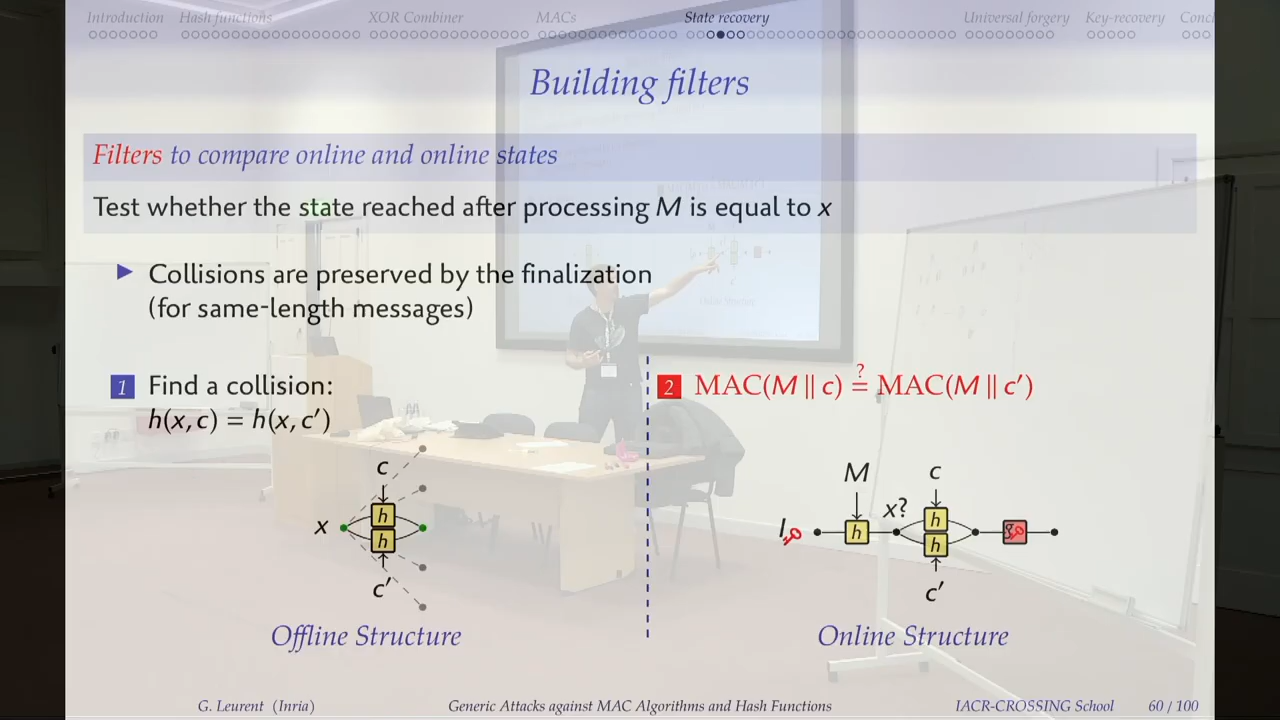 Introduction Hash functions XOR Combiner MACs State recovery Universal forgery Key-recovery
Building filters
Filters to compare online and online states
Test whether the state reached after processing M is equal to x
▶ Collisions are preserved by the finalization
(for same-length messages)
1 Find a collision:
h(x,c) = h(x,c′)
c
x
h
h
c′
Offline Structure
2 MAC(M ‖ c) ≟ MAC(M ‖ c′)
M
c
x?
I
h
h
h
g
c′
Online Structure
G. Leurent (Inria) Generic Attacks against MAC Algorithms and Hash Functions IACR-CROSSING School 60 / 100